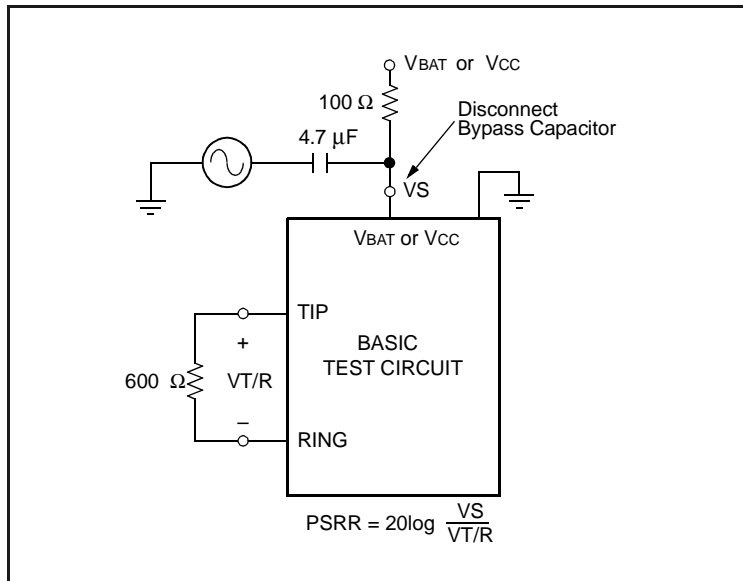 VBAT or VCC
100 Ω
Disconnect
Bypass Capacitor
4.7 μF
VS
VBAT or VCC
TIP
+
BASIC
TEST CIRCUIT
600 Ω
VT/R
–
RING
PSRR = 20log VS
VT/R